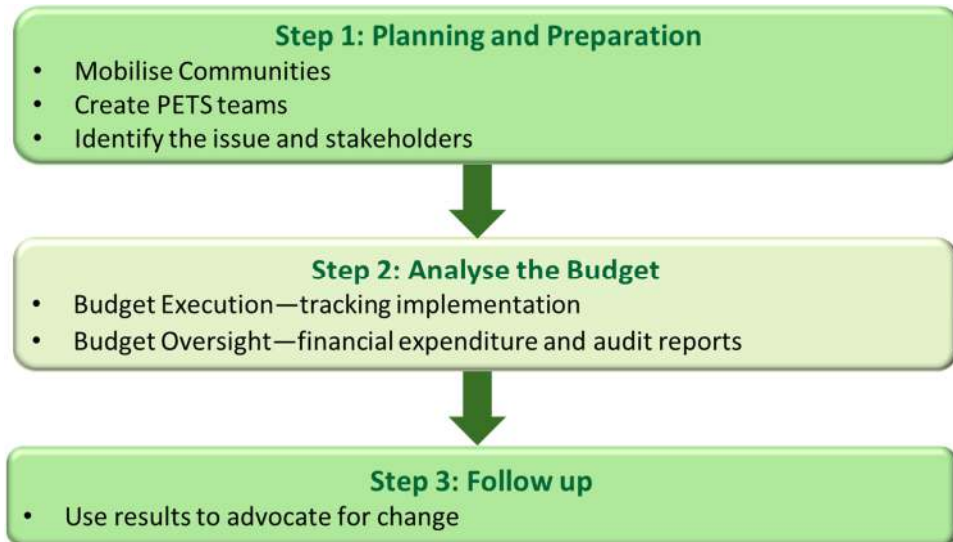 Step 1: Planning and Preparation
• Mobilise Communities
• Create PETS teams
• Identify the issue and stakeholders
Step 2: Analyse the Budget
• Budget Execution—tracking implementation
• Budget Oversight—financial expenditure and audit reports
Step 3: Follow up
• Use results to advocate for change